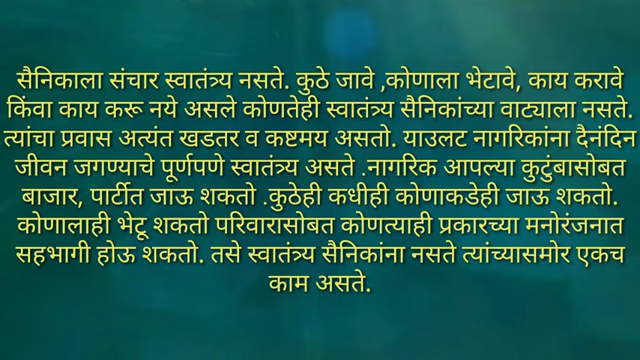 सैनिकाला संचार स्वातंत्र्य नसते. कुठे जावे ,कोणाला भेटावे, काय करावे
किंवा काय करू नये असले कोणतेही स्वातंत्र्य सैनिकांच्या वाट्याला नसते.
त्यांचा प्रवास अत्यंत खडतर व कष्टमय असतो. याउलट नागरिकांना दैनंदिन
जीवन जगण्याचे पूर्णपणे स्वातंत्र्य असते .नागरिक आपल्या कुटुंबासोबत
बाजार, पार्टीत जाऊ शकतो .कुठेही कधीही कोणाकडेही जाऊ शकतो.
कोणालाही भेटू शकतो परिवारासोबत कोणत्याही प्रकारच्या मनोरंजनात
सहभागी होऊ शकतो. तसे स्वातंत्र्य सैनिकांना नसते त्यांच्यासमोर एकच
काम असते.